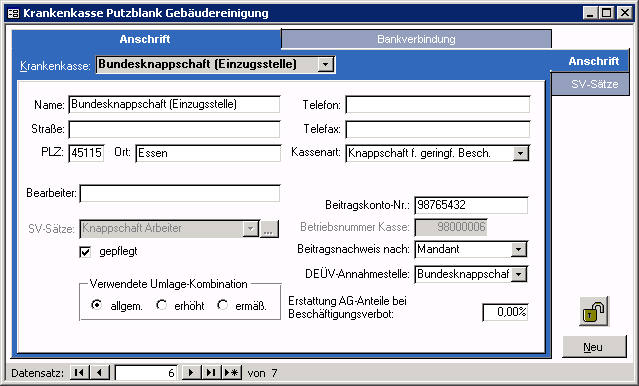 Krankenkasse Putzblank Gebäudereinigung
Anschrift
Bankverbindung
Anschrift
SV-Sätze
Krankenkasse: Bundesknappschaft (Einzugsstelle)
Name: Bundesknappschaft (Einzugsstelle)
Telefon:
Straße:
Telefax:
PLZ: 45115 Ort: Essen
Kassenart: Knappschaft f. geringf. Besch.
Bearbeiter:
Beitragskonto-Nr.: 98765432
SV-Sätze: Knappschaft Arbeiter ...
Betriebsnummer Kasse: 98000006
gepflegt
Beitragsnachweis nach: Mandant
DEÜV-Annahmestelle: Bundesknappschaf
Verwendete Umlage-Kombination
allgem. erhöht ermäß.
Erstattung AG-Anteile bei
Beschäftigungsverbot: 0,00%
Neu
Datensatz: 6 von 7